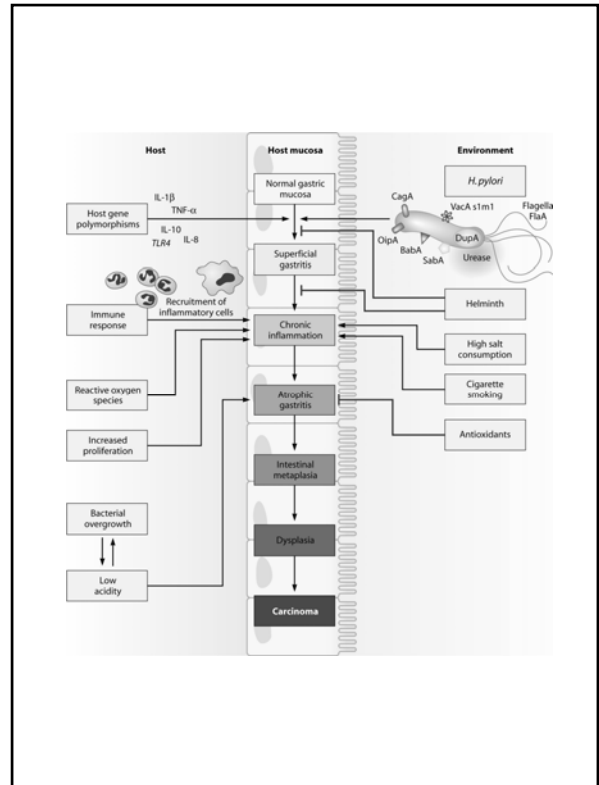 Host
Host mucosa
Environment
Normal gastric
mucosa
H. pylori
IL-1β
TNF-α
Host gene
polymorphisms
IL-10
TLR4
IL-8
CagA
VacA s1m1
Flagella
FlaA
OipA
BabA
SabA
DupA
Urease
Superficial
gastritis
Recruitment of
inflammatory cells
Helminth
Immune
response
Chronic
inflammation
High salt
consumption
Reactive oxygen
species
Cigarette
smoking
Atrophic
gastritis
Increased
proliferation
Antioxidants
Intestinal
metaplasia
Bacterial
overgrowth
Dysplasia
Low
acidity
Carcinoma